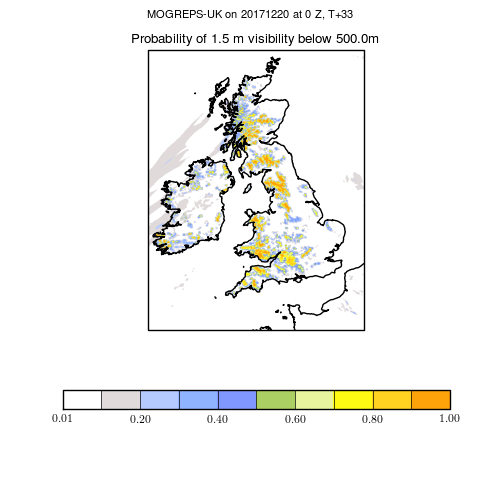 MOGREPS-UK on 20171220 at 0 Z, T+33
Probability of 1.5 m visibility below 500.0m
0.01 0.20 0.40 0.60 0.80 1.00